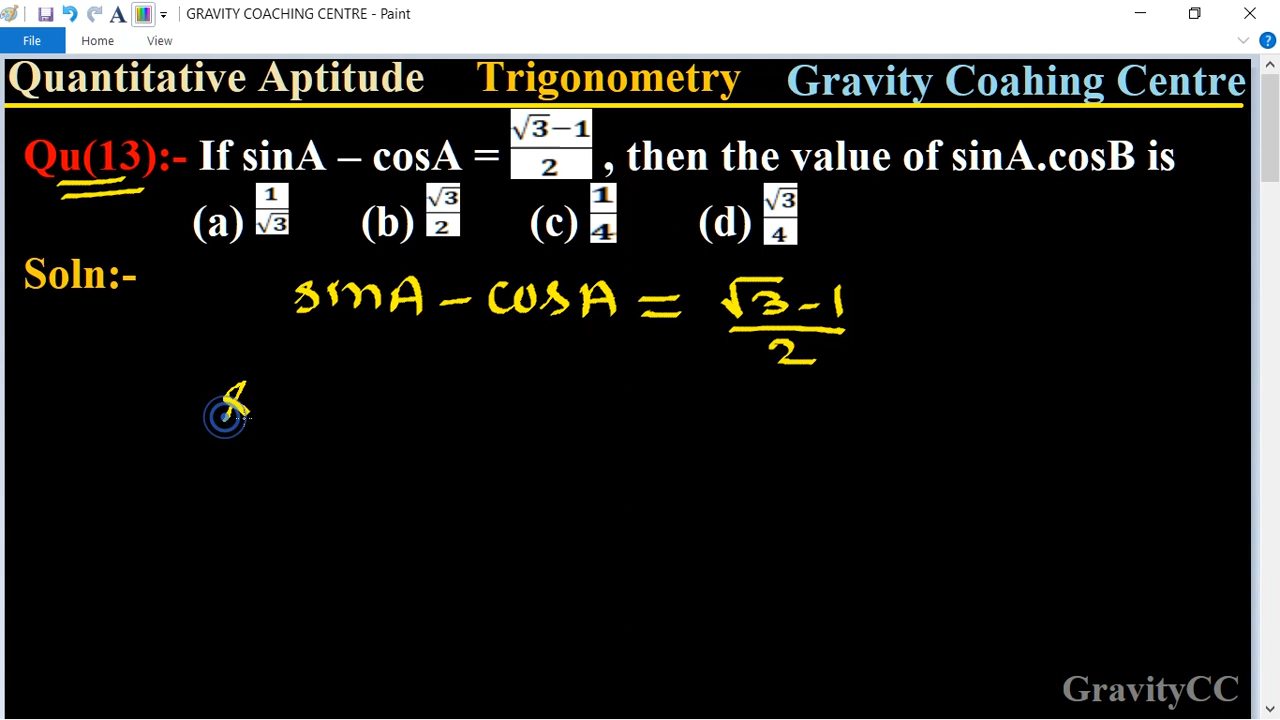 GRAVITY COACHING CENTRE - Paint
File Home View
Quantitative Aptitude Trigonometry Gravity Coahing Centre
Qu(13):- If sinA – cosA = (√3−1)/2 , then the value of sinA.cosB is
(a) 1/√3 (b) √3/2 (c) 1/4 (d) √3/4
Soln:- sinA - cosA = (√3-1)/2
GravityCC